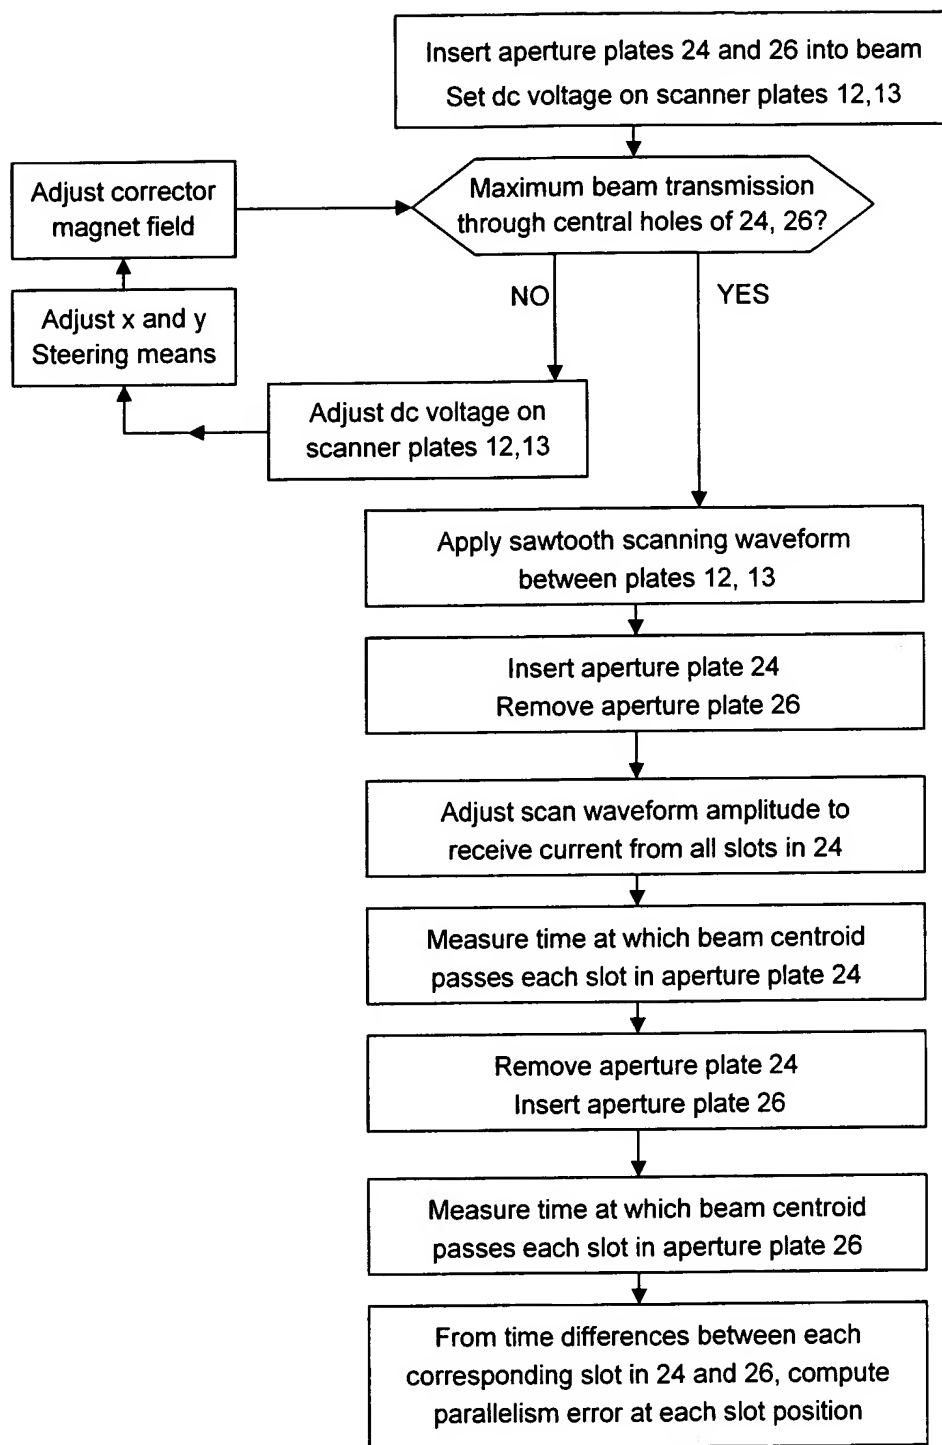 Insert aperture plates 24 and 26 into beam
Set dc voltage on scanner plates 12,13
Maximum beam transmission
through central holes of 24, 26?
Adjust corrector
magnet field
NO
YES
Adjust x and y
Steering means
Adjust dc voltage on
scanner plates 12,13
Apply sawtooth scanning waveform
between plates 12, 13
Insert aperture plate 24
Remove aperture plate 26
Adjust scan waveform amplitude to
receive current from all slots in 24
Measure time at which beam centroid
passes each slot in aperture plate 24
Remove aperture plate 24
Insert aperture plate 26
Measure time at which beam centroid
passes each slot in aperture plate 26
From time differences between each
corresponding slot in 24 and 26, compute
parallelism error at each slot position